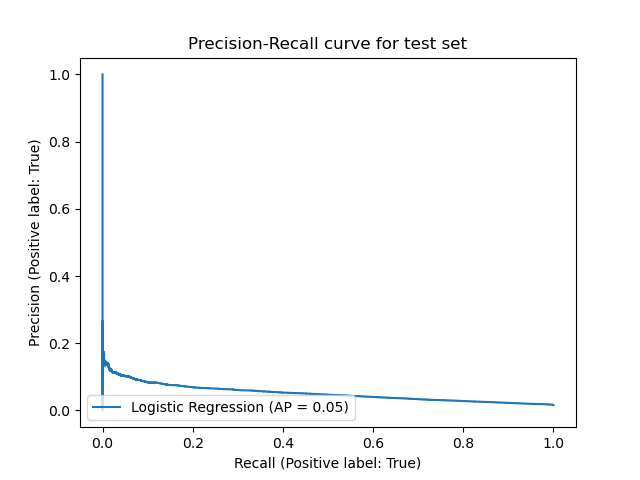 Precision-Recall curve for test set
Precision (Positive label: True)
1.0
0.8
0.6
0.4
0.2
0.0
Logistic Regression (AP = 0.05)
0.0 0.2 0.4 0.6 0.8 1.0
Recall (Positive label: True)